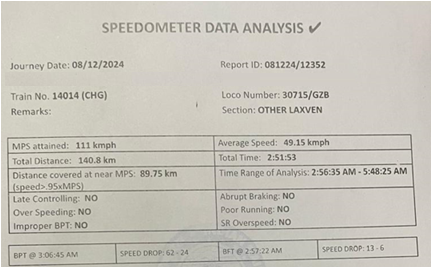 SPEEDOMETER DATA ANALYSIS ✓
Journey Date: 08/12/2024 Report ID: 081224/12352
Train No. 14014 (CHG) Loco Number: 30715/GZB
Remarks: Section: OTHER LAXVEN
MPS attained: 111 kmph Average Speed: 49.15 kmph
Total Distance: 140.8 km Total Time: 2:51:53
Distance covered at near MPS: 89.75 km Time Range of Analysis: 2:56:35 AM - 5:48:25 AM
(speed>.95xMPS)
Late Controlling: NO Abrupt Braking: NO
Over Speeding: NO Poor Running: NO
Improper BPT: NO SR Overspeed: NO
BPT @ 3:06:45 AM SPEED DROP: 62 - 24 BFT @ 2:57:22 AM SPEED DROP: 13 - 6